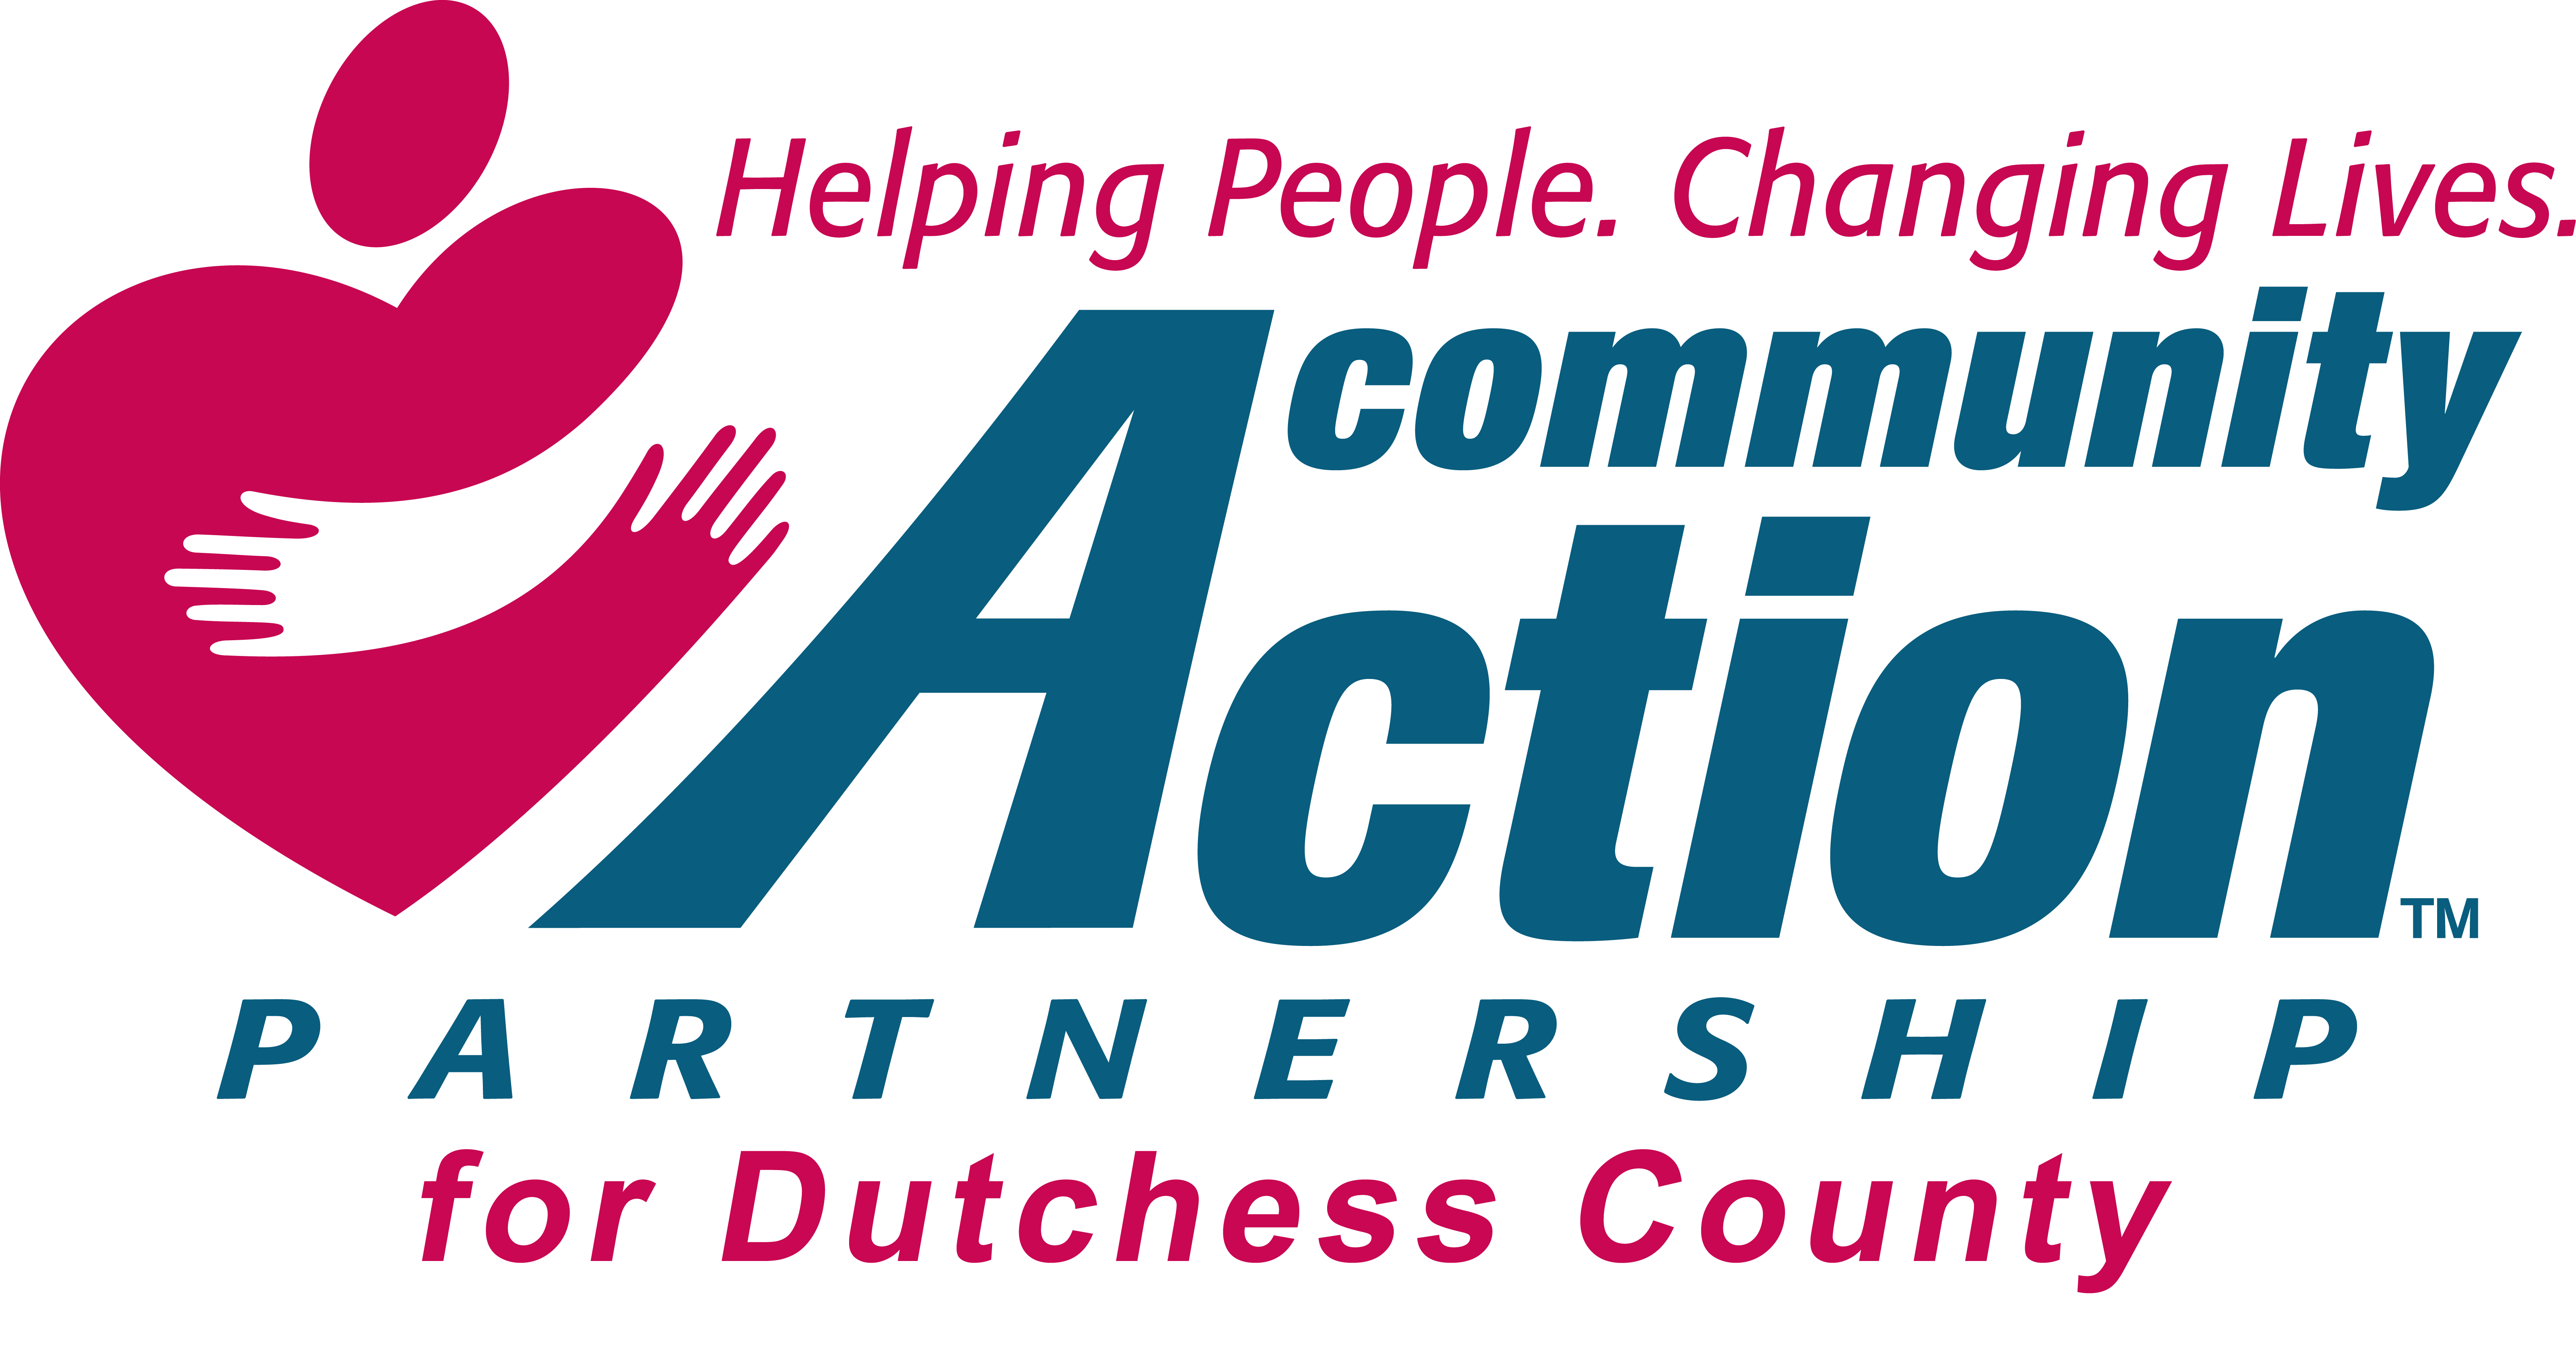 Helping People. Changing Lives.
community
Action™
PARTNERSHIP
for Dutchess County